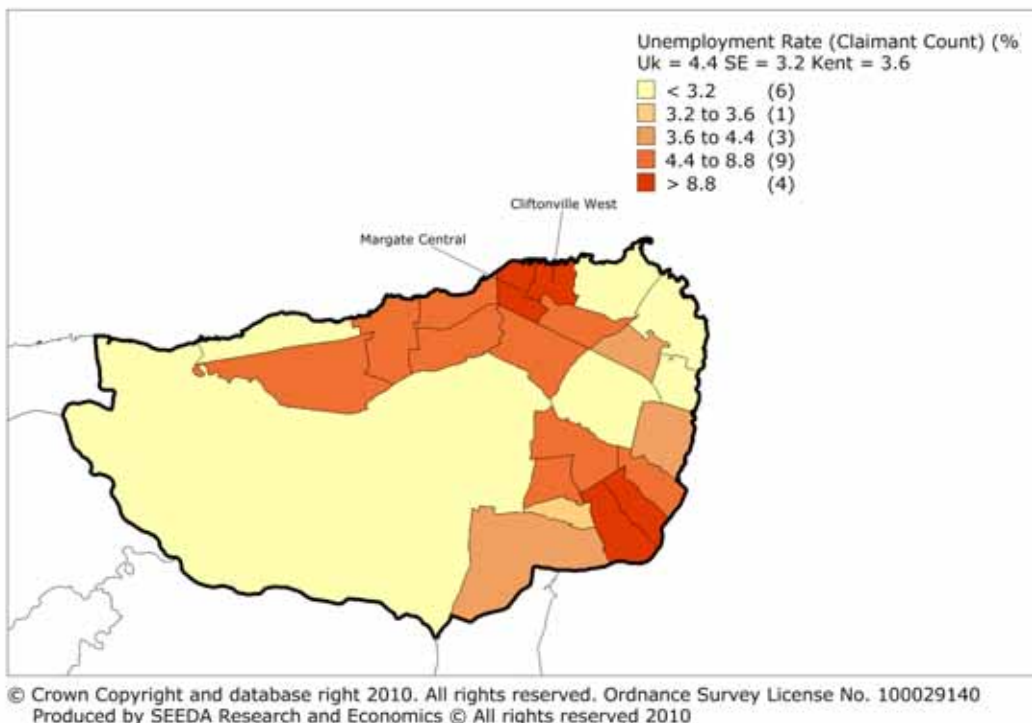 Unemployment Rate (Claimant Count) (%
Uk = 4.4 SE = 3.2 Kent = 3.6
< 3.2 (6)
3.2 to 3.6 (1)
3.6 to 4.4 (3)
4.4 to 8.8 (9)
> 8.8 (4)
Cliftonville West
Margate Central
© Crown Copyright and database right 2010. All rights reserved. Ordnance Survey License No. 100029140
Produced by SEEDA Research and Economics © All rights reserved 2010